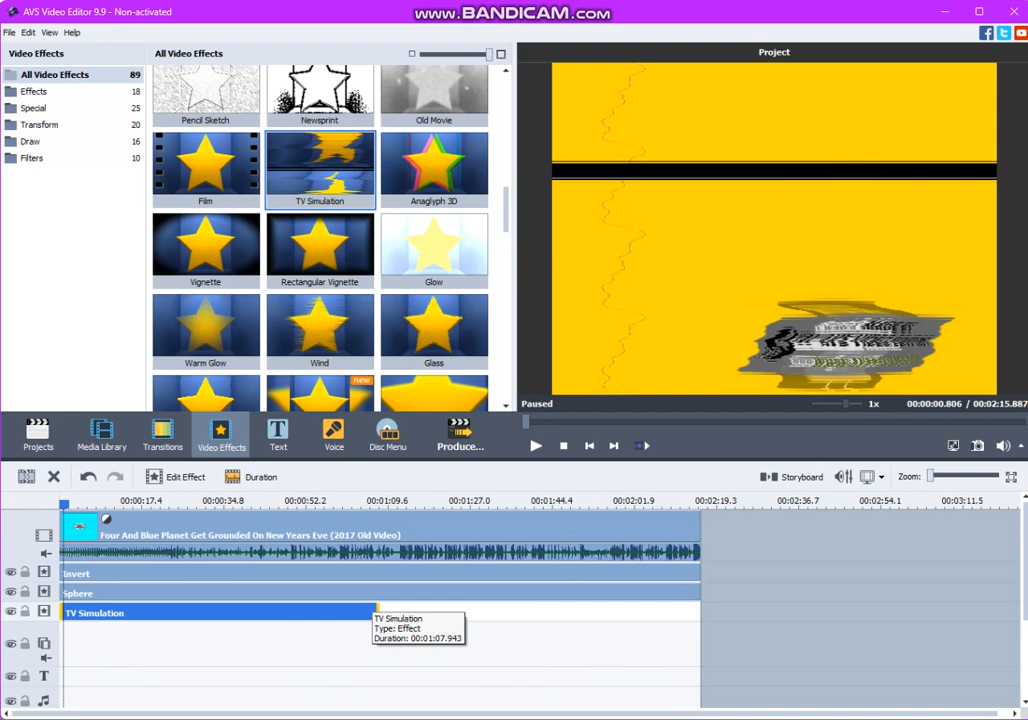 AVS Video Editor 9.9 - Non-activated
www.BANDICAM.com
File Edit View Help
Video Effects
All Video Effects
Project
All Video Effects 89
Effects 18
Special 25
Transform 20
Draw 16
Filters 10
Pencil Sketch
Newsprint
Old Movie
Film
TV Simulation
Anaglyph 3D
Vignette
Rectangular Vignette
Glow
Warm Glow
Wind
Glass
new
Paused
1x
00:00:00.806 / 00:02:15.887
Projects
Media Library
Transitions
Video Effects
Text
Voice
Disc Menu
Produce...
Edit Effect
Duration
Storyboard
Zoom:
00:00:17.4 00:00:34.8 00:00:52.2 00:01:09.6 00:01:27.0 00:01:44.4 00:02:01.9 00:02:19.3 00:02:36.7 00:02:54.1 00:03:11.5
Four And Blue Planet Get Grounded On New Years Eve (2017 Old Video)
Invert
Sphere
TV Simulation
TV Simulation
Type: Effect
Duration: 00:01:07.943